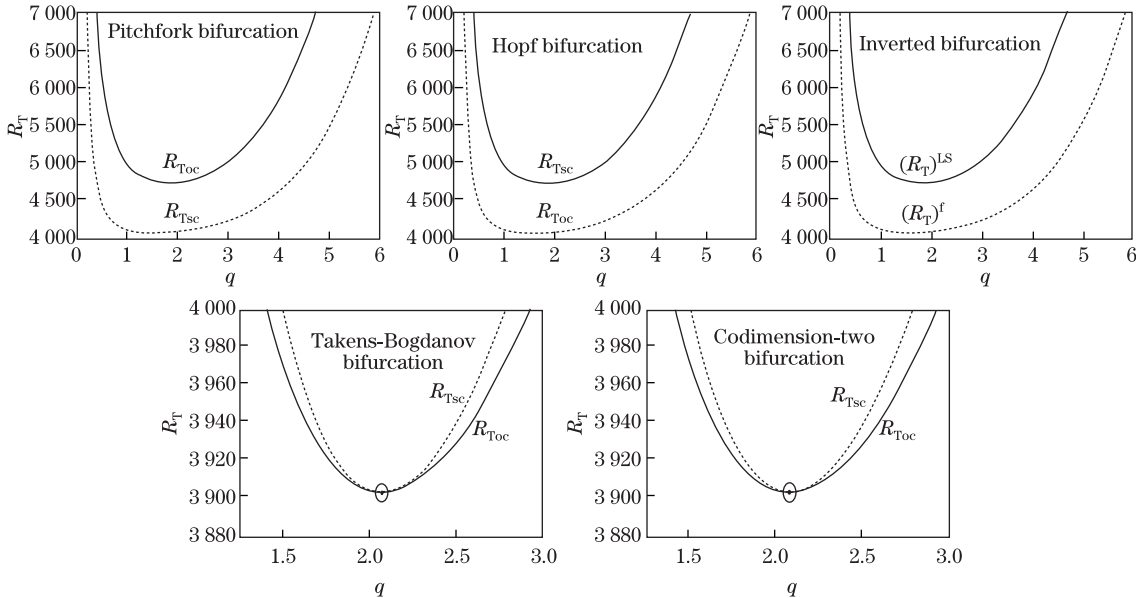 7 000
6 500
6 000
5 500
5 000
4 500
4 000
R_T
Pitchfork bifurcation
R_Toc
R_Tsc
0 1 2 3 4 5 6
q
7 000
6 500
6 000
5 500
5 000
4 500
4 000
R_T
Hopf bifurcation
R_Tsc
R_Toc
0 1 2 3 4 5 6
q
7 000
6 500
6 000
5 500
5 000
4 500
4 000
R_T
Inverted bifurcation
(R_T)^LS
(R_T)^f
0 1 2 3 4 5 6
q
4 000
3 980
3 960
3 940
3 920
3 900
3 880
R_T
Takens-Bogdanov
bifurcation
R_Tsc
R_Toc
1.5 2.0 2.5 3.0
q
4 000
3 980
3 960
3 940
3 920
3 900
3 880
R_T
Codimension-two
bifurcation
R_Tsc
R_Toc
1.5 2.0 2.5 3.0
q